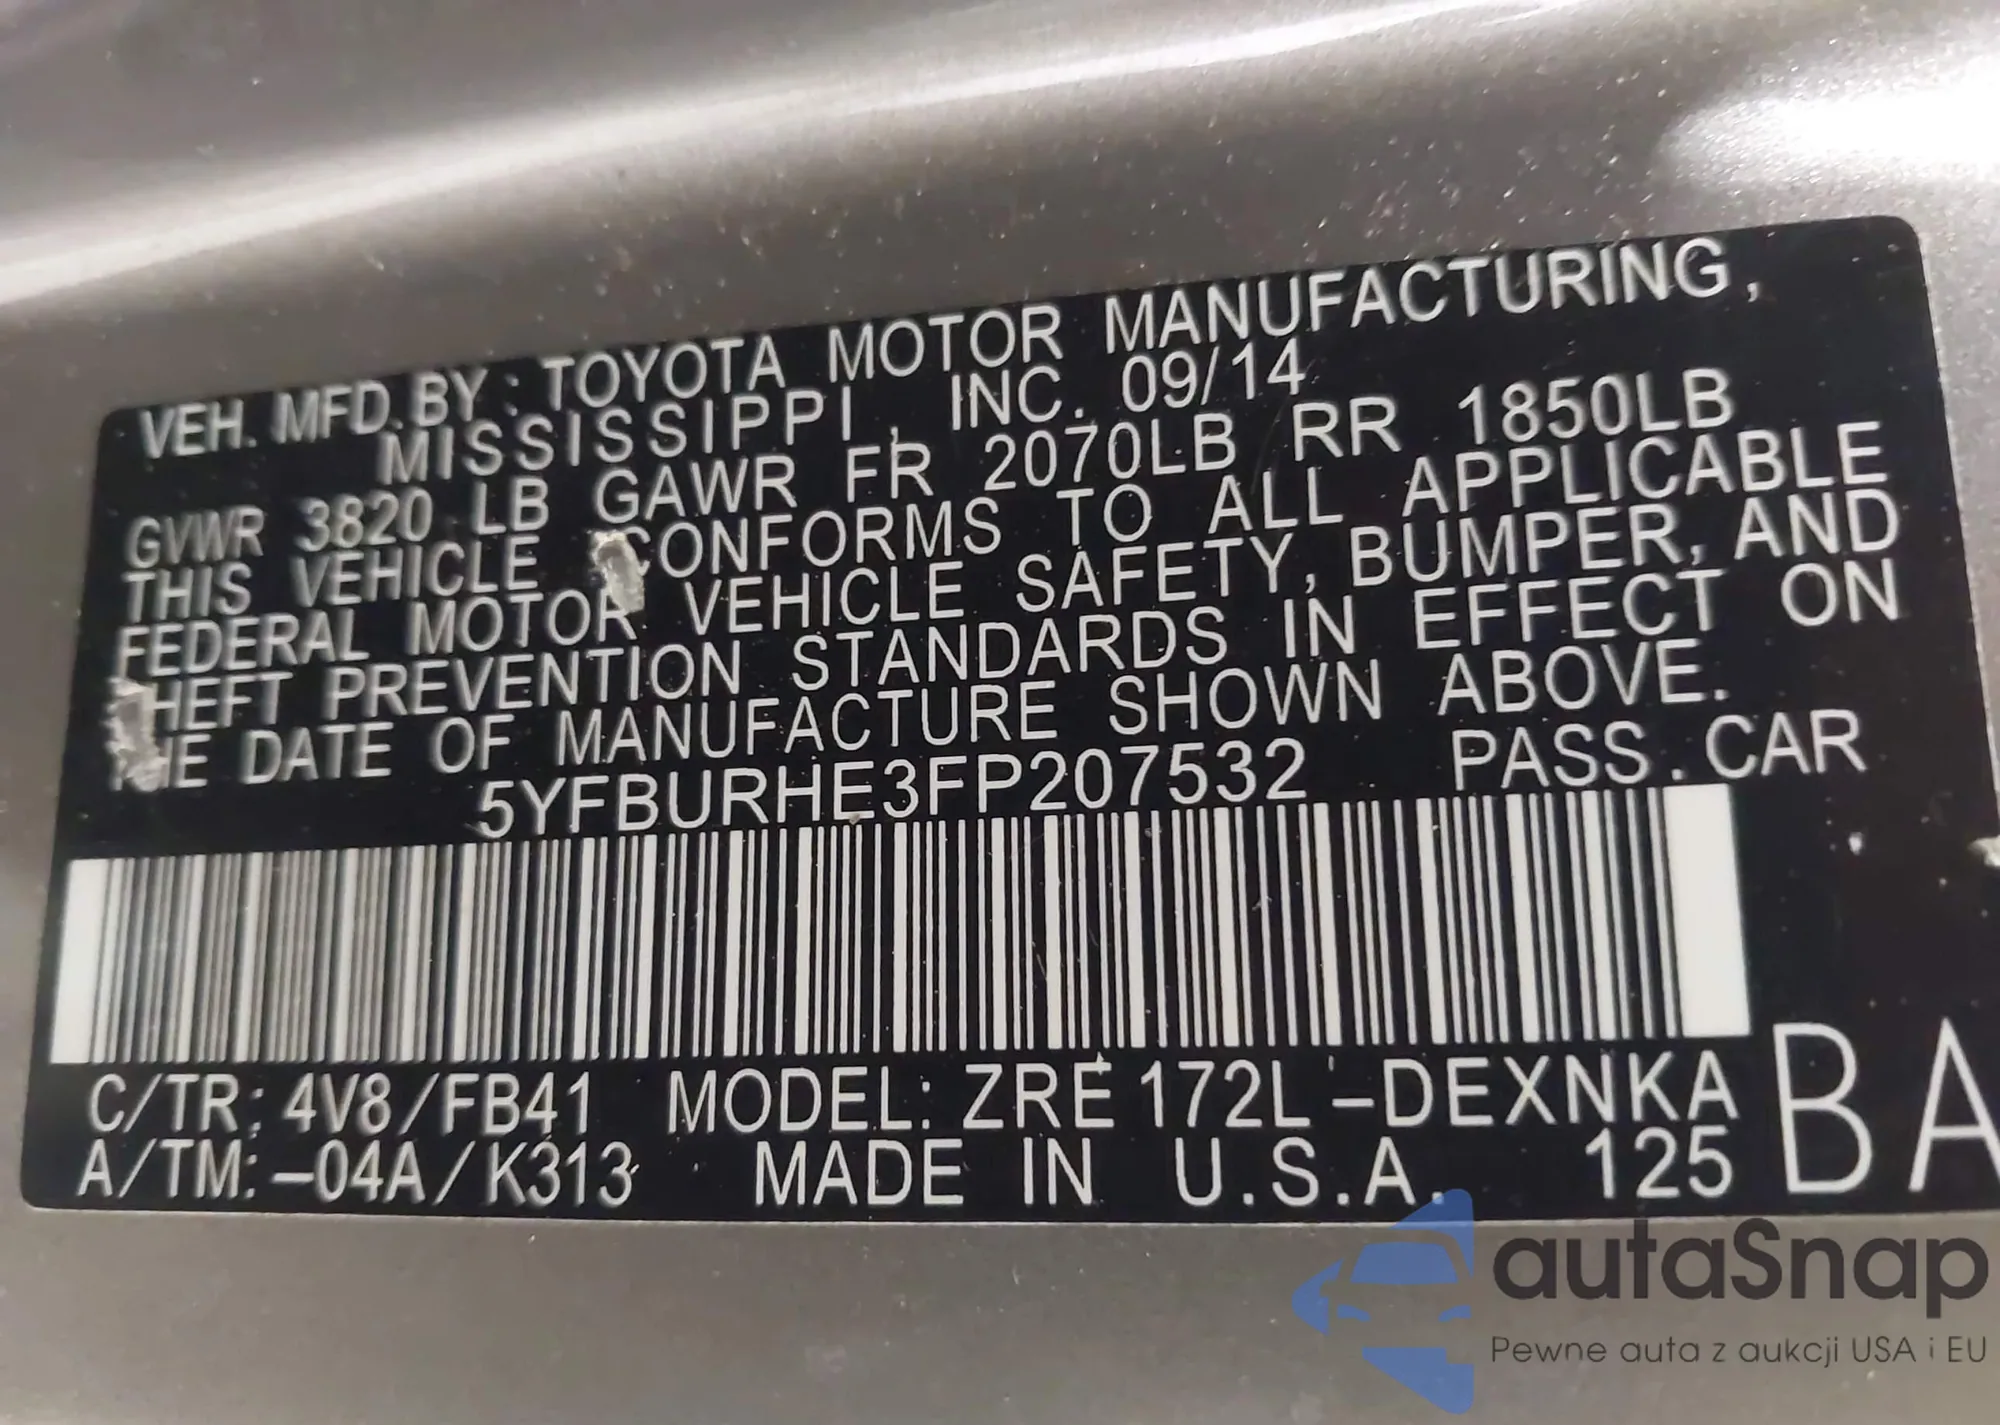 VEH. MFD. BY: TOYOTA MOTOR MANUFACTURING,
MISSISSIPPI, INC. 09/14
GVWR 3820 LB GAWR FR 2070LB RR 1850LB
THIS VEHICLE CONFORMS TO ALL APPLICABLE
FEDERAL MOTOR VEHICLE SAFETY, BUMPER, AND
THEFT PREVENTION STANDARDS IN EFFECT ON
THE DATE OF MANUFACTURE SHOWN ABOVE.
5YFBURHE3FP207532 PASS. CAR
C/TR: 4V8/FB41 MODEL: ZRE172L-DEXNKA
A/TM: -04A/K313 MADE IN U.S.A. 125 BA
autaSnap
Pewne auta z aukcji USA i EU